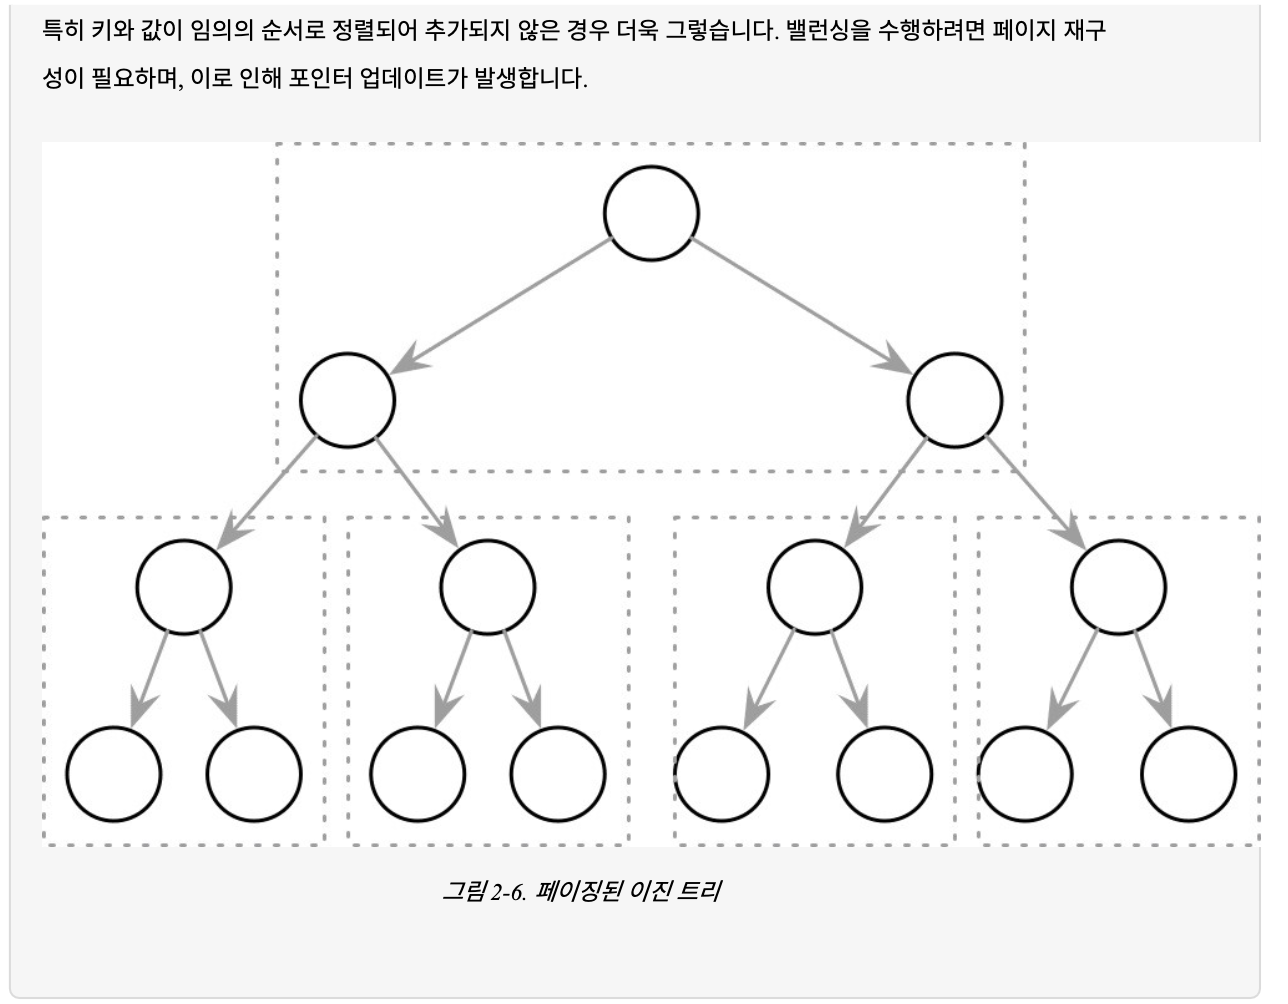 특히 키와 값이 임의의 순서로 정렬되어 추가되지 않은 경우 더욱 그렇습니다. 밸런싱을 수행하려면 페이지 재구
성이 필요하며, 이로 인해 포인터 업데이트가 발생합니다.
그림 2-6. 페이징된 이진 트리